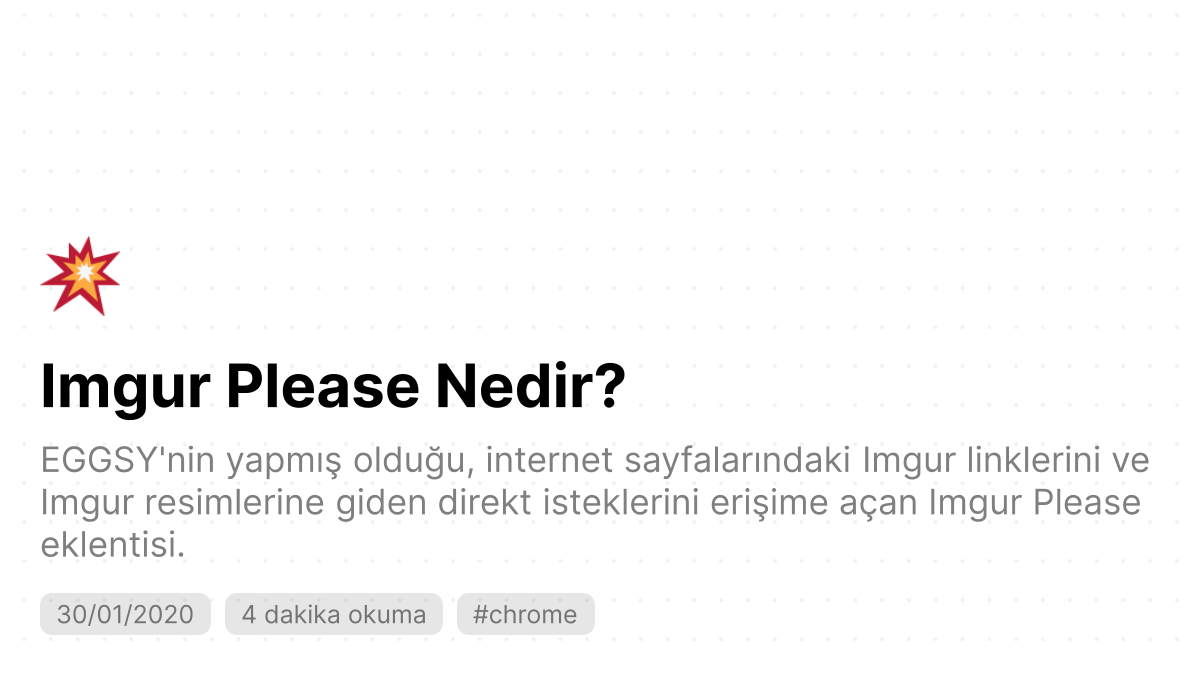 Imgur Please Nedir?
EGGSY'nin yapmış olduğu, internet sayfalarındaki Imgur linklerini ve
Imgur resimlerine giden direkt isteklerini erişime açan Imgur Please
eklentisi.
30/01/2020 4 dakika okuma #chrome